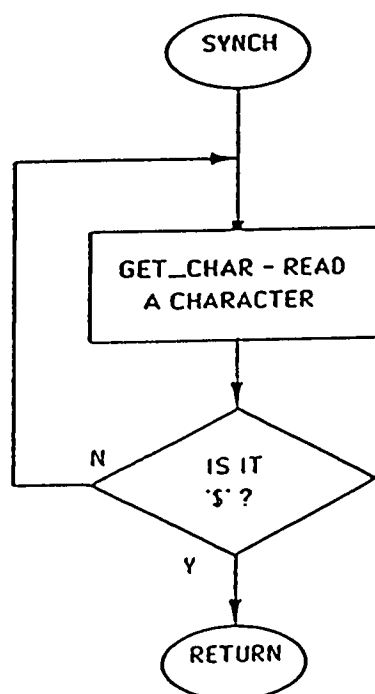 SYNCH
GET_CHAR - READ
A CHARACTER
N
IS IT
'$' ?
Y
RETURN